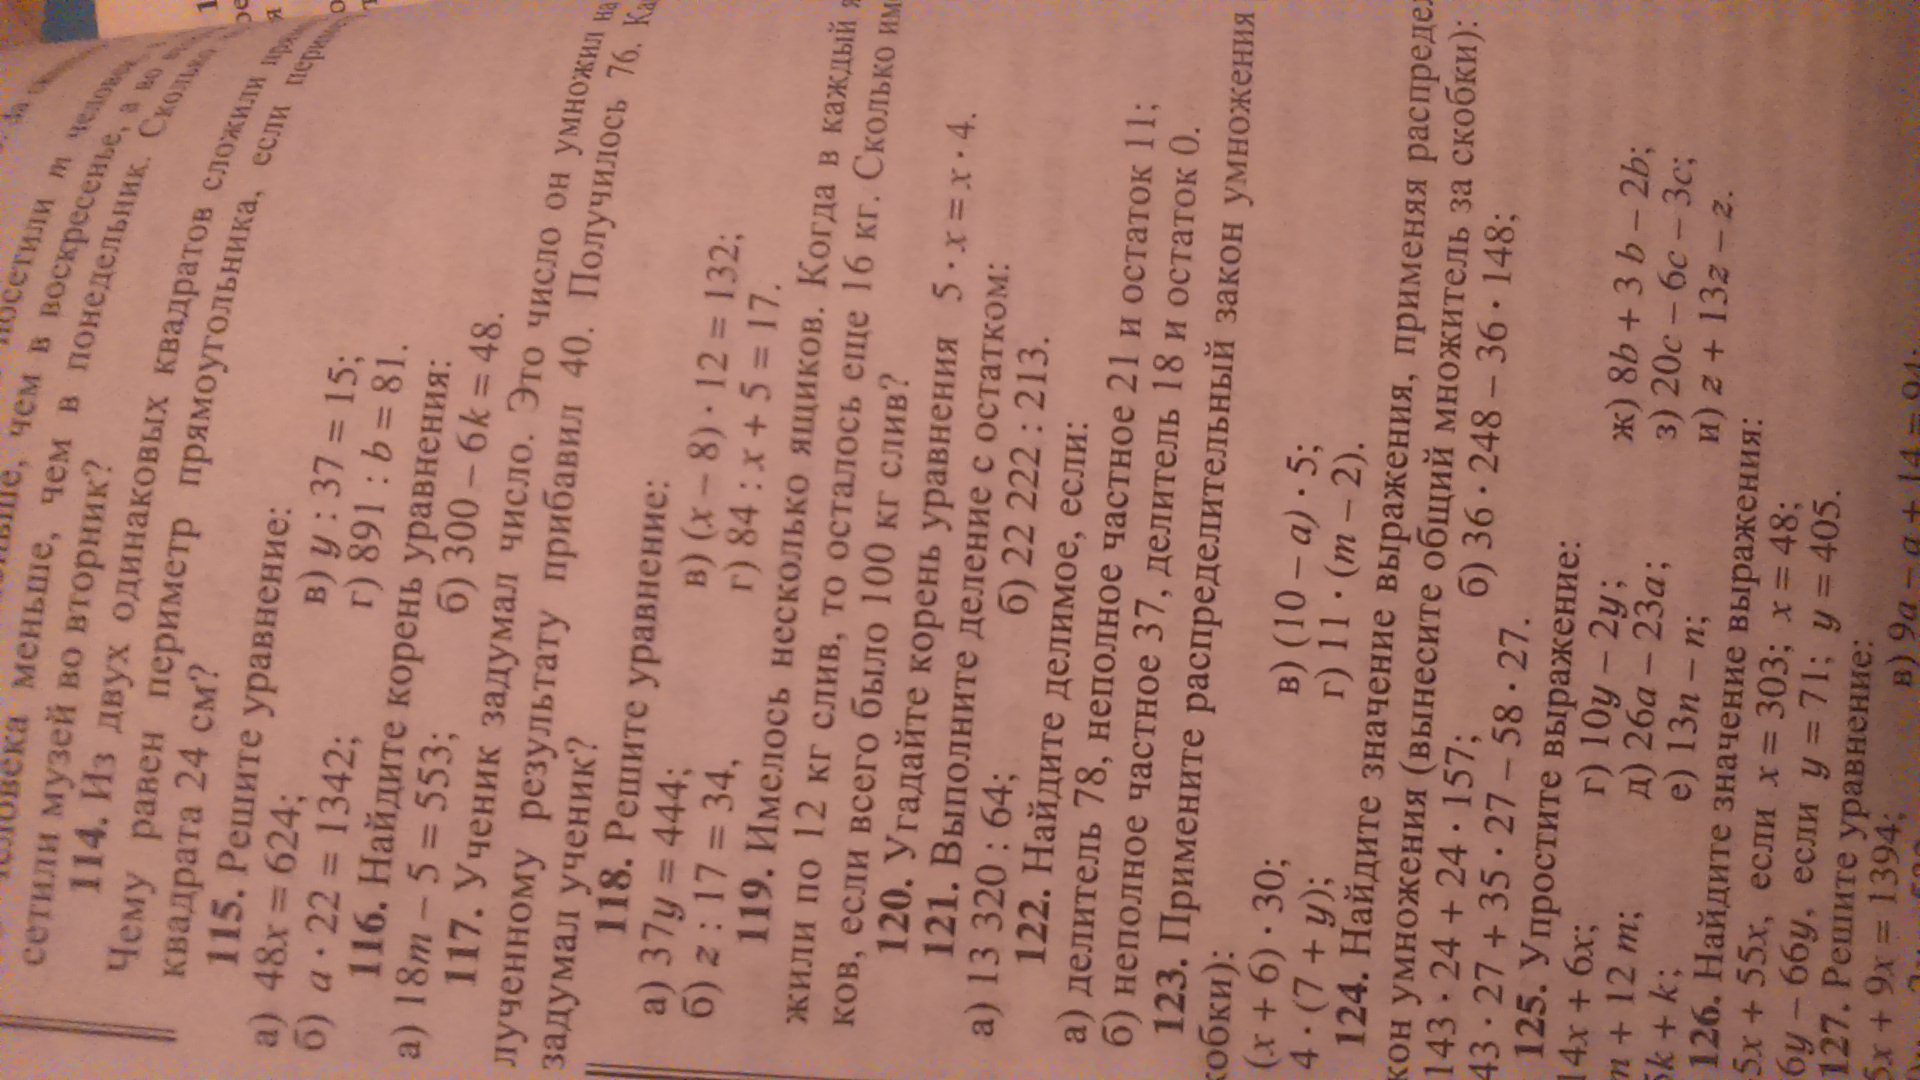 сетили музей во вторник?
114. Из двух одинаковых квадратов сложили
Чему равен периметр прямоугольника, если
квадрата 24 см?
115. Решите уравнение:
а) 48x = 624; в) y : 37 = 15;
б) a · 22 = 1342; г) 891 : b = 81.
116. Найдите корень уравнения:
а) 18m − 5 = 553; б) 300 − 6k = 48.
117. Ученик задумал число. Это число он умножил на
лученному результату прибавил 40. Получилось 76.
задумал ученик?
118. Решите уравнение:
а) 37y = 444; в) (x − 8) · 12 = 132;
б) z : 17 = 34, г) 84 : x + 5 = 17.
119. Имелось несколько ящиков. Когда в каждый
жили по 12 кг слив, то осталось еще 16 кг. Сколько
ков, если всего было 100 кг слив?
120. Угадайте корень уравнения 5 · x = x · 4.
121. Выполните деление с остатком:
а) 13 320 : 64; б) 22 222 : 213.
122. Найдите делимое, если:
а) делитель 78, неполное частное 21 и остаток 11;
б) неполное частное 37, делитель 18 и остаток 0.
123. Примените распределительный закон умножения
кобки):
(x + 6) · 30; в) (10 − a) · 5;
4 · (7 + y); г) 11 · (m − 2).
124. Найдите значение выражения, применяя распреде
кон умножения (вынесите общий множитель за скобки):
143 · 24 + 24 · 157; б) 36 · 248 − 36 · 148;
43 · 27 + 35 · 27 − 58 · 27.
125. Упростите выражение:
14x + 6x; г) 10y − 2y; ж) 8b + 3b − 2b;
m + 12 m; д) 26a − 23a; з) 20c − 6c − 3c;
k + k; е) 13n − n; и) z + 13z − z.
126. Найдите значение выражения:
5x + 55x, если x = 303; x = 48;
6y − 66y, если y = 71; y = 405.
127. Решите уравнение:
5x + 9x = 1394; в) 9a − a + 14 = 94;